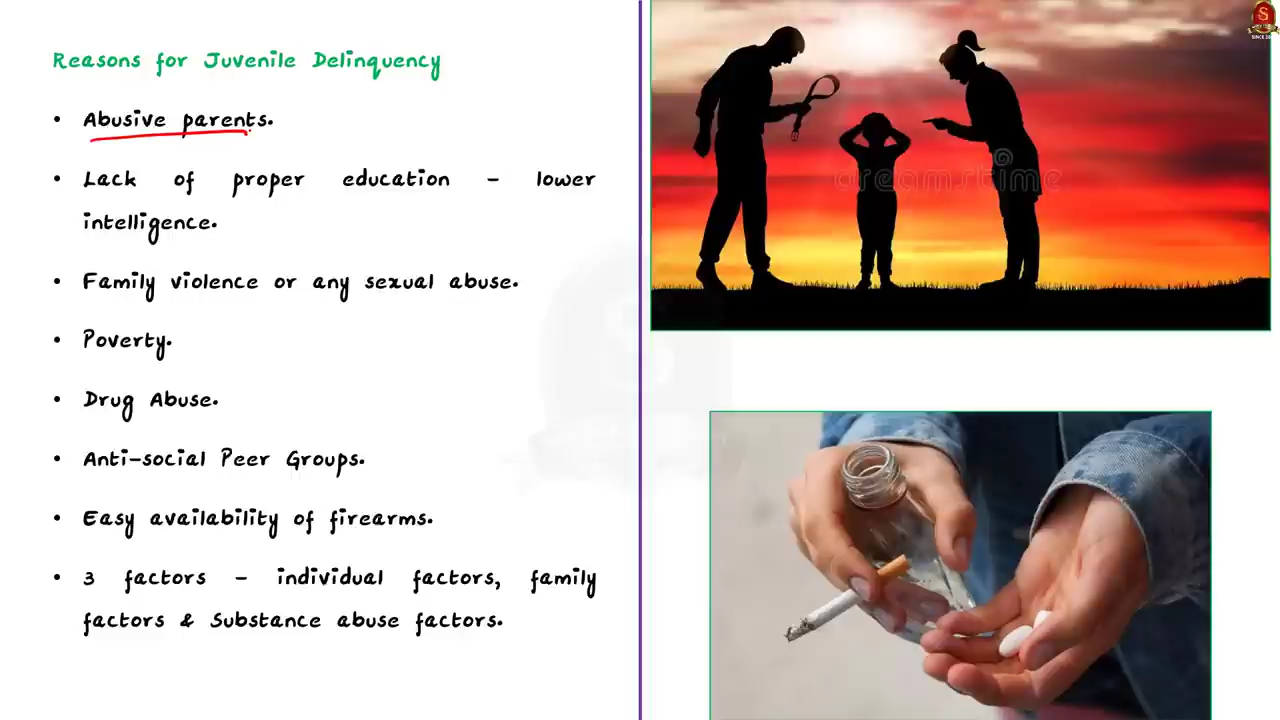 Reasons for Juvenile Delinquency
• Abusive parents.
• Lack of proper education - lower
intelligence.
• Family violence or any sexual abuse.
• Poverty.
• Drug Abuse.
• Anti-social Peer Groups.
• Easy availability of firearms.
• 3 factors - individual factors, family
factors & Substance abuse factors.
dreamstime
S